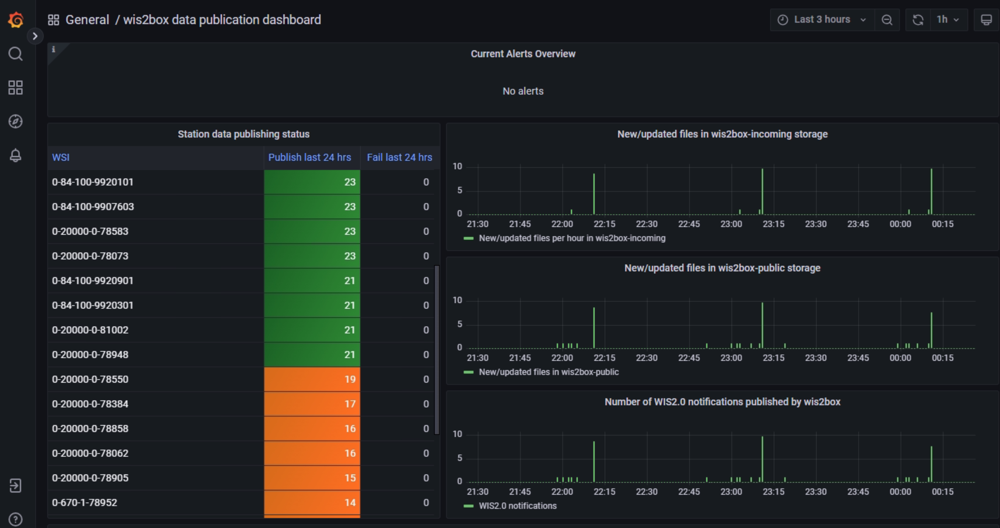 General / wis2box data publication dashboard
Last 3 hours
1h
i
Current Alerts Overview
No alerts
Station data publishing status
WSI Publish last 24 hrs Fail last 24 hrs
0-84-100-9920101 23 0
0-84-100-9907603 23 0
0-20000-0-78583 23 0
0-20000-0-78073 23 0
0-84-100-9920901 21 0
0-84-100-9920301 21 0
0-20000-0-81002 21 0
0-20000-0-78948 21 0
0-20000-0-78550 19 0
0-20000-0-78384 17 0
0-20000-0-78858 16 0
0-20000-0-78062 16 0
0-20000-0-78905 15 0
0-670-1-78952 14 0
New/updated files in wis2box-incoming storage
10
5
0
21:30 21:45 22:00 22:15 22:30 22:45 23:00 23:15 23:30 23:45 00:00 00:15
New/updated files per hour in wis2box-incoming
New/updated files in wis2box-public storage
10
5
0
21:30 21:45 22:00 22:15 22:30 22:45 23:00 23:15 23:30 23:45 00:00 00:15
New/updated files in wis2box-public
Number of WIS2.0 notifications published by wis2box
10
5
0
21:30 21:45 22:00 22:15 22:30 22:45 23:00 23:15 23:30 23:45 00:00 00:15
WIS2.0 notifications